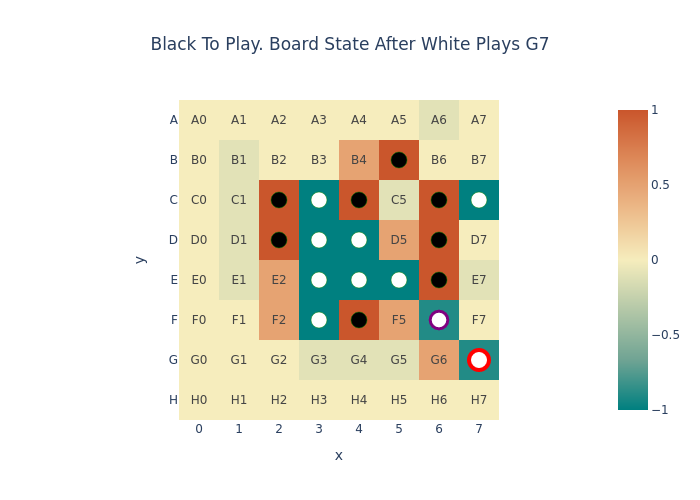 Black To Play. Board State After White Plays G7
A A0 A1 A2 A3 A4 A5 A6 A7
B B0 B1 B2 B3 B4 B6 B7
C C0 C1 C5
D D0 D1 D5 D7
E E0 E1 E2 E7
F F0 F1 F2 F5 F7
G G0 G1 G2 G3 G4 G5 G6
H H0 H1 H2 H3 H4 H5 H6 H7
0 1 2 3 4 5 6 7
x
y
1
0.5
0
−0.5
−1